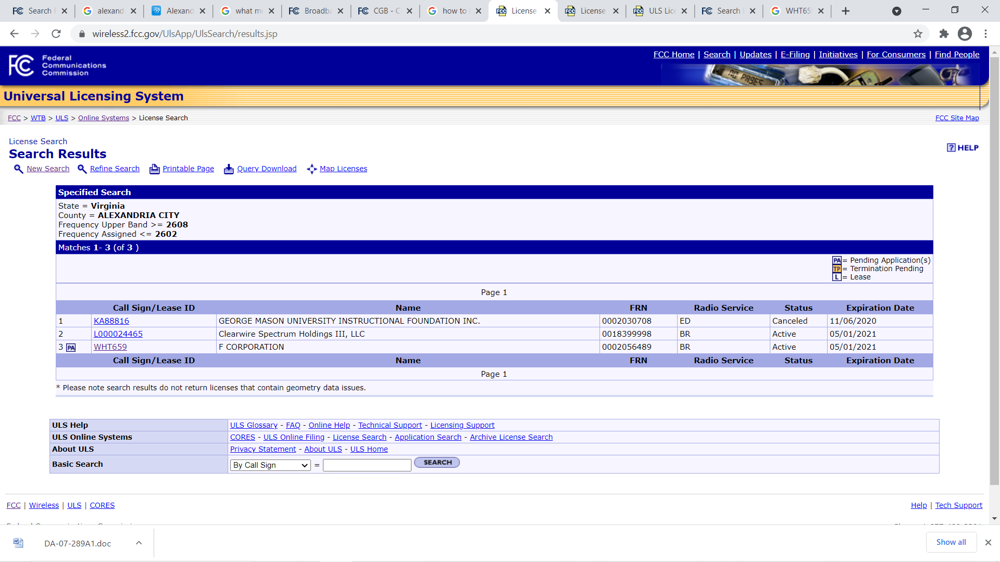 Search F
alexandr
Alexand
what me
Broadba
CGB - C
how to
License
License
ULS Lice
Search
WHT659
wireless2.fcc.gov/UlsApp/UlsSearch/results.jsp
FCC Home | Search | Updates | E-Filing | Initiatives | For Consumers | Find People
FCC Federal
Communications
Commission
NO PAGES
Universal Licensing System
FCC > WTB > ULS > Online Systems > License Search
FCC Site Map
License Search
Search Results
? HELP
New Search Refine Search Printable Page Query Download Map Licenses
Specified Search
State = Virginia
County = ALEXANDRIA CITY
Frequency Upper Band >= 2608
Frequency Assigned <= 2602
Matches 1- 3 (of 3 )
PA = Pending Application(s)
TP = Termination Pending
L = Lease
Page 1
Call Sign/Lease ID Name FRN Radio Service Status Expiration Date
1 KA88816 GEORGE MASON UNIVERSITY INSTRUCTIONAL FOUNDATION INC. 0002030708 ED Canceled 11/06/2020
2 L000024465 Clearwire Spectrum Holdings III, LLC 0018399998 BR Active 05/01/2021
3 PA WHT659 F CORPORATION 0002056489 BR Active 05/01/2021
Call Sign/Lease ID Name FRN Radio Service Status Expiration Date
Page 1
* Please note search results do not return licenses that contain geometry data issues.
ULS Help ULS Glossary - FAQ - Online Help - Technical Support - Licensing Support
ULS Online Systems CORES - ULS Online Filing - License Search - Application Search - Archive License Search
About ULS Privacy Statement - About ULS - ULS Home
Basic Search By Call Sign = SEARCH
FCC | Wireless | ULS | CORES
Help | Tech Support
DA-07-289A1.doc
Show all